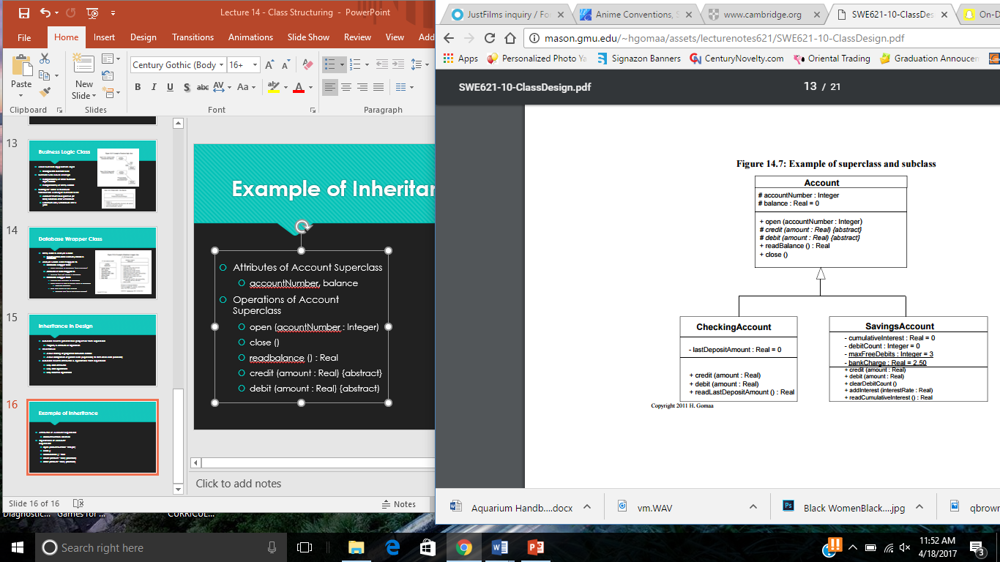 Lecture 14 - Class Structuring - PowerPoint
File Home Insert Design Transitions Animations Slide Show Review View Add
Paste
New
Slide
Century Gothic (Body 16+
B I U S abc AV Aa A
Clipboard Slides Font Paragraph
13
Business Logic Class
14
Database Wrapper Class
15
Inheritance in Design
16
Example of Inheritance
Example of Inheritar
Attributes of Account Superclass
accountNumber, balance
Operations of Account
Superclass
open (acountNumber : Integer)
close ()
readbalance () : Real
credit (amount : Real) {abstract}
debit (amount : Real) {abstract)
Click to add notes
Slide 16 of 16
Notes
Diagnostic... Games for ... CURRICUL...
JustFilms inquiry / Fo
Anime Conventions, S
www.cambridge.org
SWE621-10-ClassDesi
On-D
mason.gmu.edu/~hgomaa/assets/lecturenotes621/SWE621-10-ClassDesign.pdf
Apps Personalized Photo Ya Signazon Banners CenturyNovelty.com Oriental Trading Graduation Annoucen
SWE621-10-ClassDesign.pdf
13 / 21
Figure 14.7: Example of superclass and subclass
Account
# accountNumber : Integer
# balance : Real = 0
+ open (accountNumber : Integer)
# credit (amount : Real) {abstract}
# debit (amount : Real) {abstract}
+ readBalance () : Real
+ close ()
CheckingAccount
- lastDepositAmount : Real = 0
+ credit (amount : Real)
+ debit (amount : Real)
+ readLastDepositAmount () : Real
SavingsAccount
- cumulativeInterest : Real = 0
- debitCount : Integer = 0
- maxFreeDebits : Integer = 3
- bankCharge : Real = 2.50
+ credit (amount : Real)
+ debit (amount : Real)
+ clearDebitCount ()
+ addInterest (interestRate : Real)
+ readCumulativeInterest () : Real
Copyright 2011 H. Gomaa
Aquarium Handb....docx
vm.WAV
Black WomenBlack....jpg
qbrown
Search right here
11:52 AM
4/18/2017
3